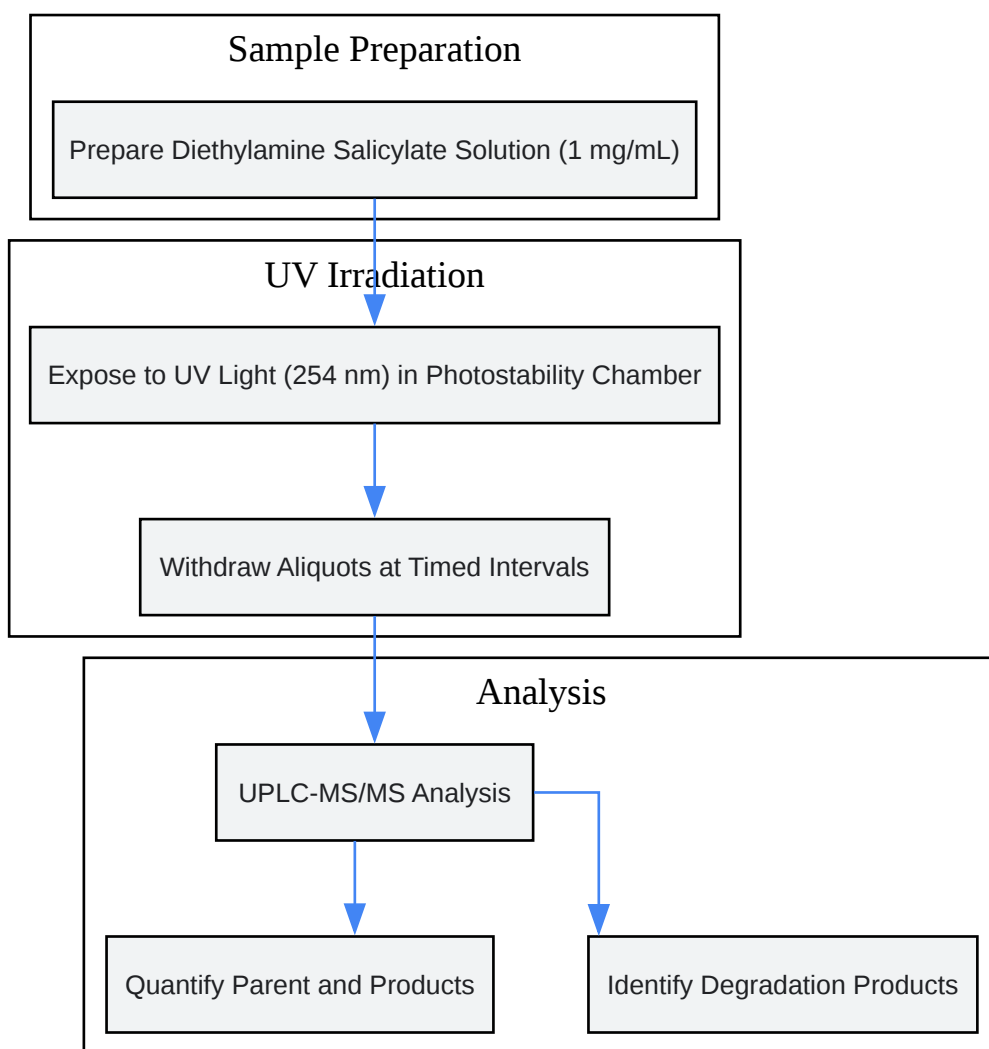 Sample Preparation
Prepare Diethylamine Salicylate Solution (1 mg/mL)
UV Irradiation
Expose to UV Light (254 nm) in Photostability Chamber
Withdraw Aliquots at Timed Intervals
Analysis
UPLC-MS/MS Analysis
Quantify Parent and Products
Identify Degradation Products